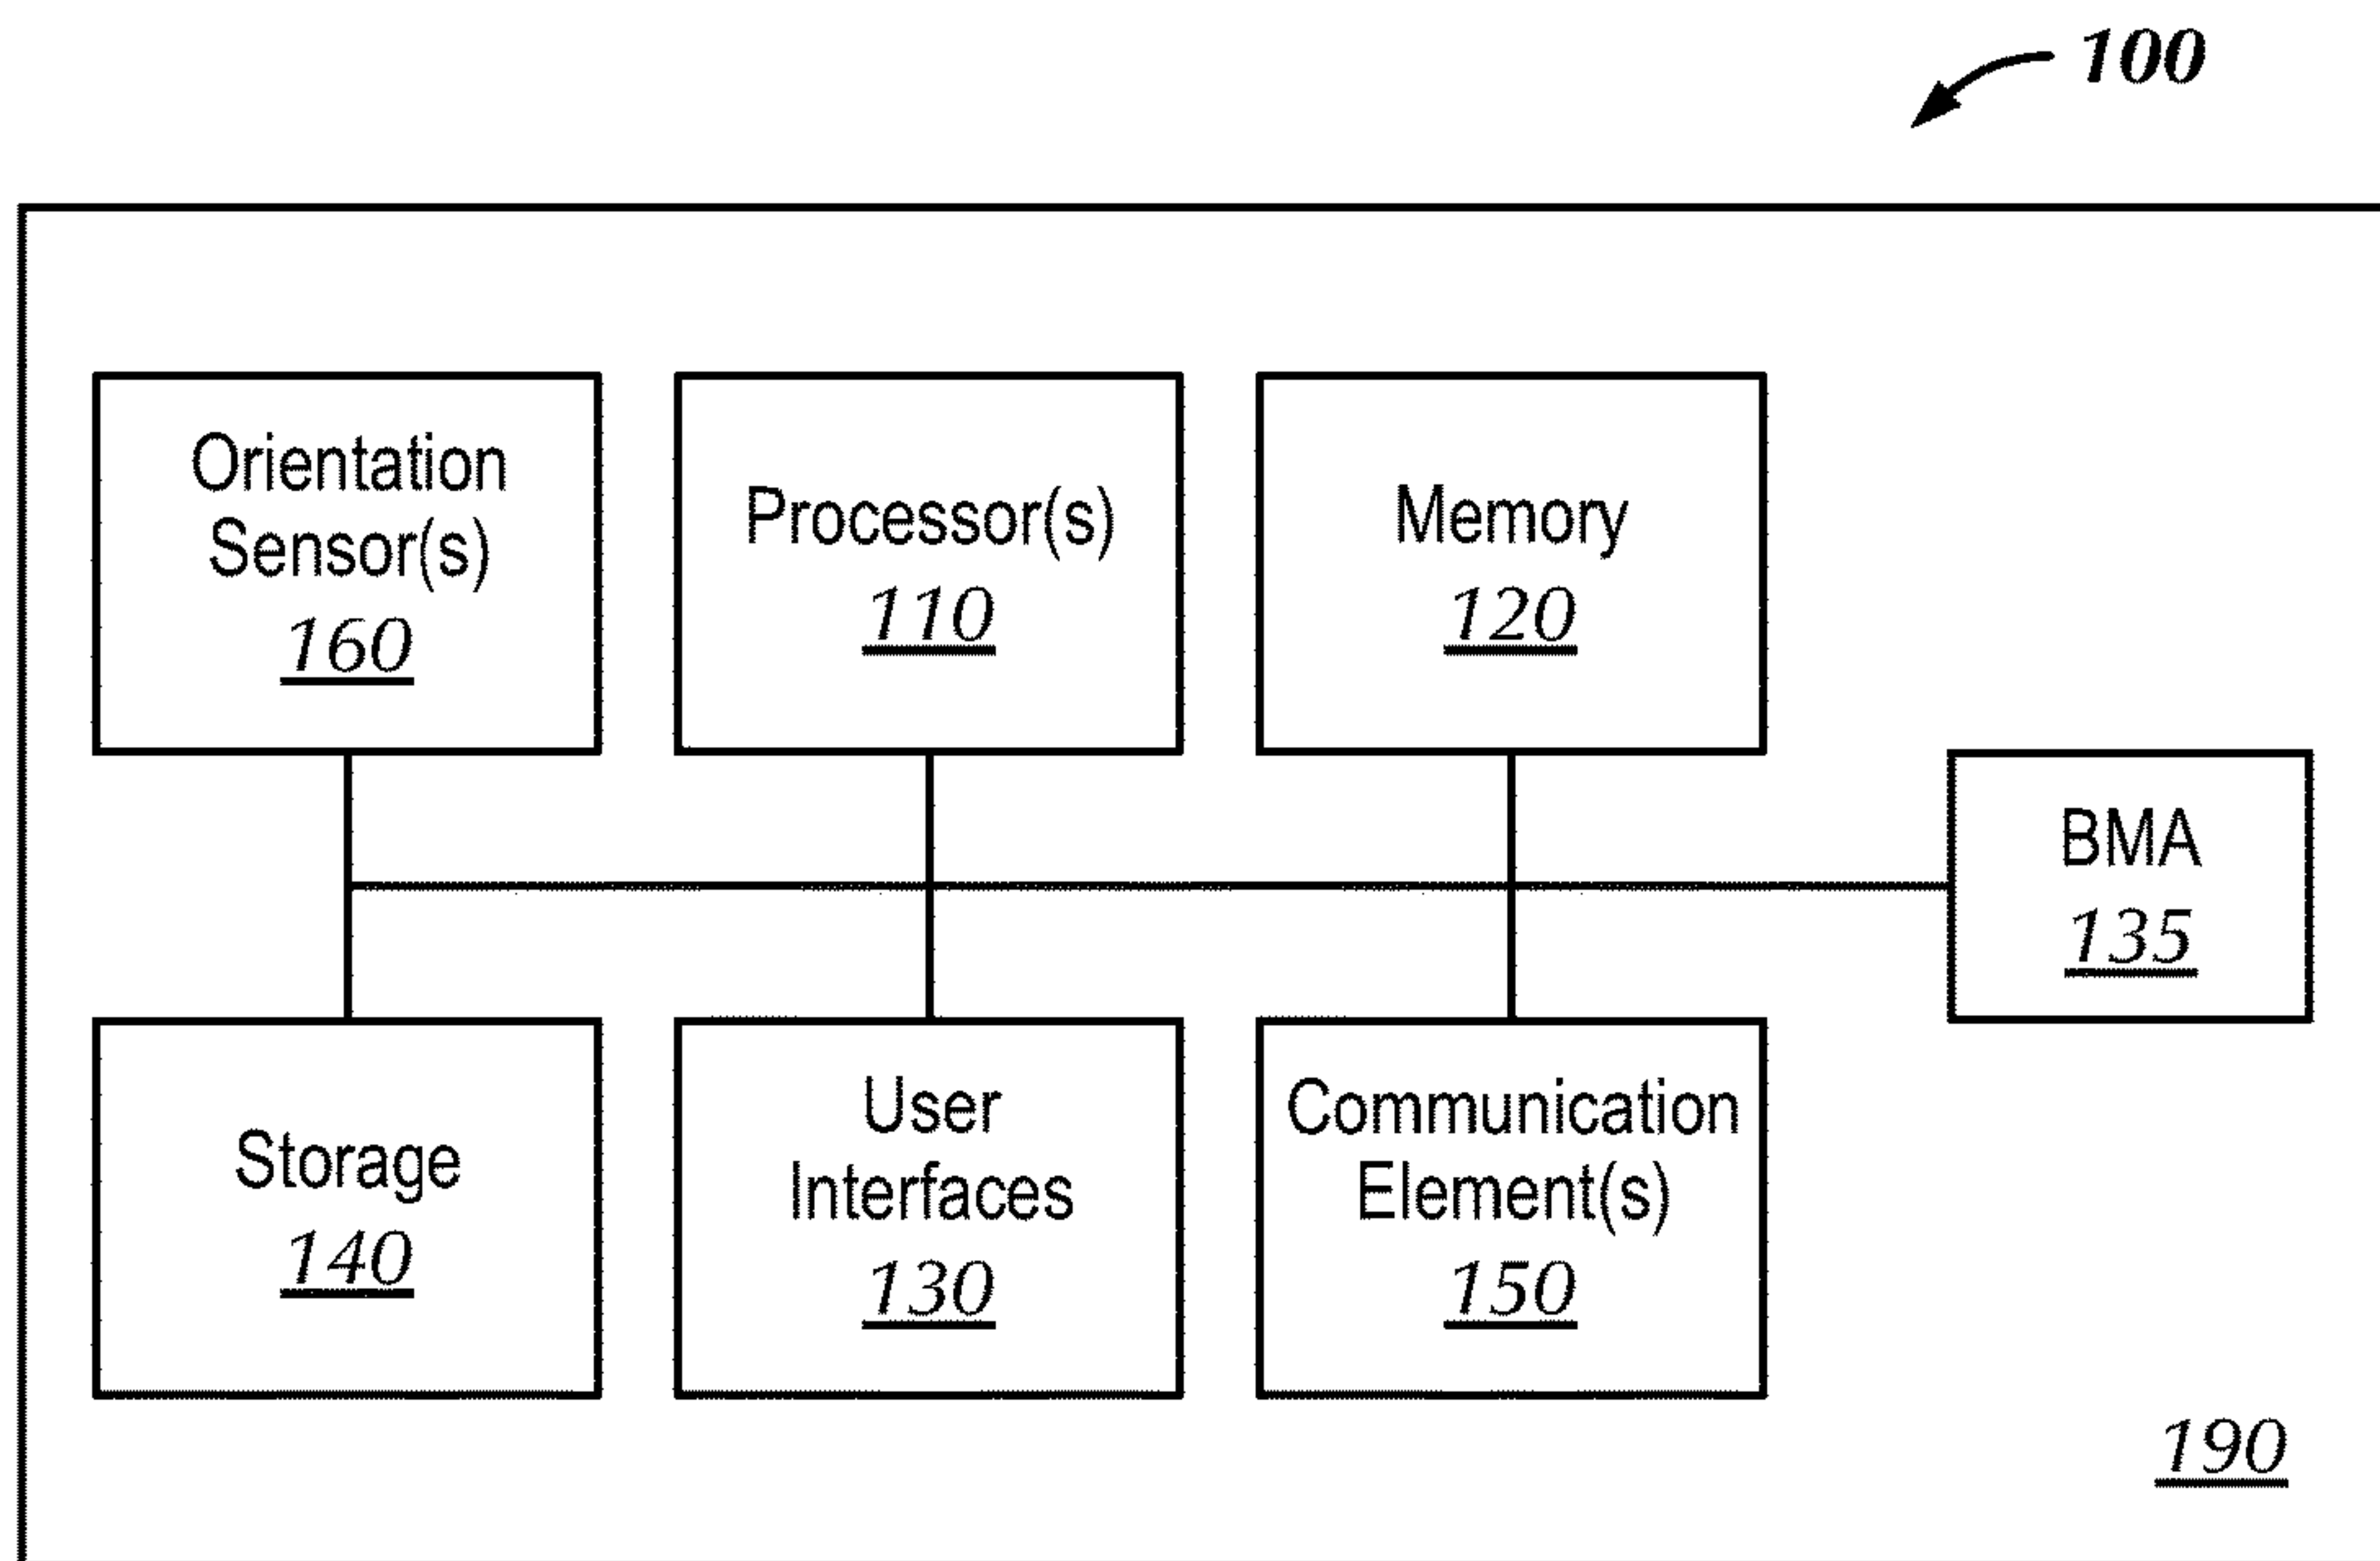 100
Orientation
Sensor(s)
160
Processor(s)
110
Memory
120
BMA
135
Storage
140
User
Interfaces
130
Communication
Element(s)
150
190